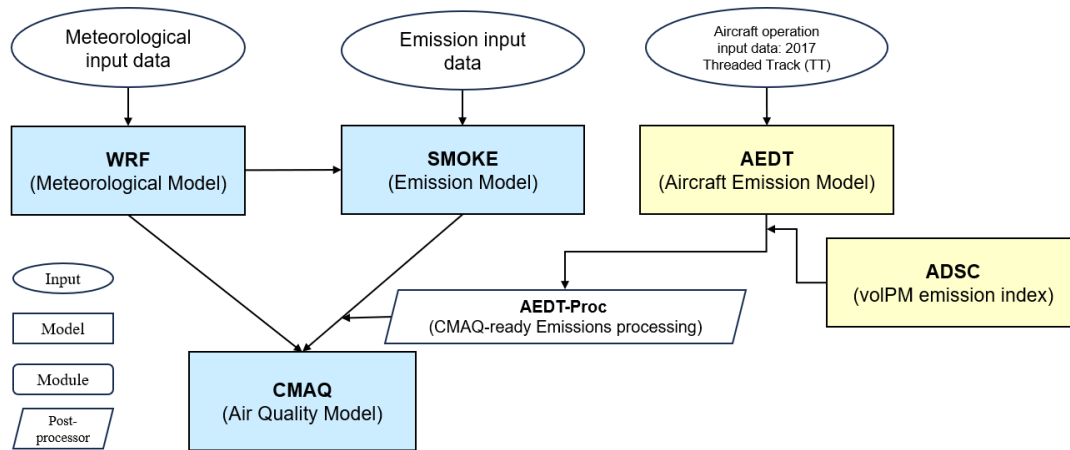 Meteorological
input data
Emission input
data
Aircraft operation
input data: 2017
Threaded Track (TT)
WRF
(Meteorological Model)
SMOKE
(Emission Model)
AEDT
(Aircraft Emission Model)
ADSC
(volPM emission index)
AEDT-Proc
(CMAQ-ready Emissions processing)
CMAQ
(Air Quality Model)
Input
Model
Module
Post-
processor